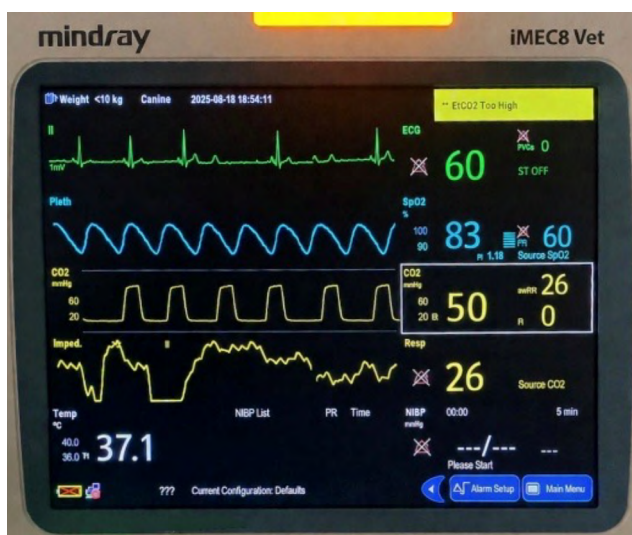 mindray
iMEC8 Vet
Weight <10 kg Canine 2025-08-18 18:54:11
** EtCO2 Too High
II
1mV
ECG
60
PVCs 0
ST OFF
Pleth
SpO2
%
100
90
83
PI 1.18
PR 60
Source SpO2
CO2
mmHg
60
20
CO2
mmHg
60
20 Et 50
awRR 26
R 0
Imped.
II
Resp
26
Source CO2
Temp
°C
40.0
36.0 T1 37.1
NIBP List PR Time
NIBP 00:00 5 min
mmHg
---/--- ---
Please Start
??? Current Configuration: Defaults
Alarm Setup
Main Menu